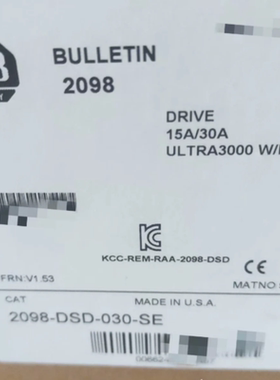 BULLETIN
2098
DRIVE
15A/30A
ULTRA3000
KCC-REM-RAA-2098-DSD
CE
FRN:V1.53
MATNO:
CAT
MADE IN U.S.A.
2098-DSD-030-SE